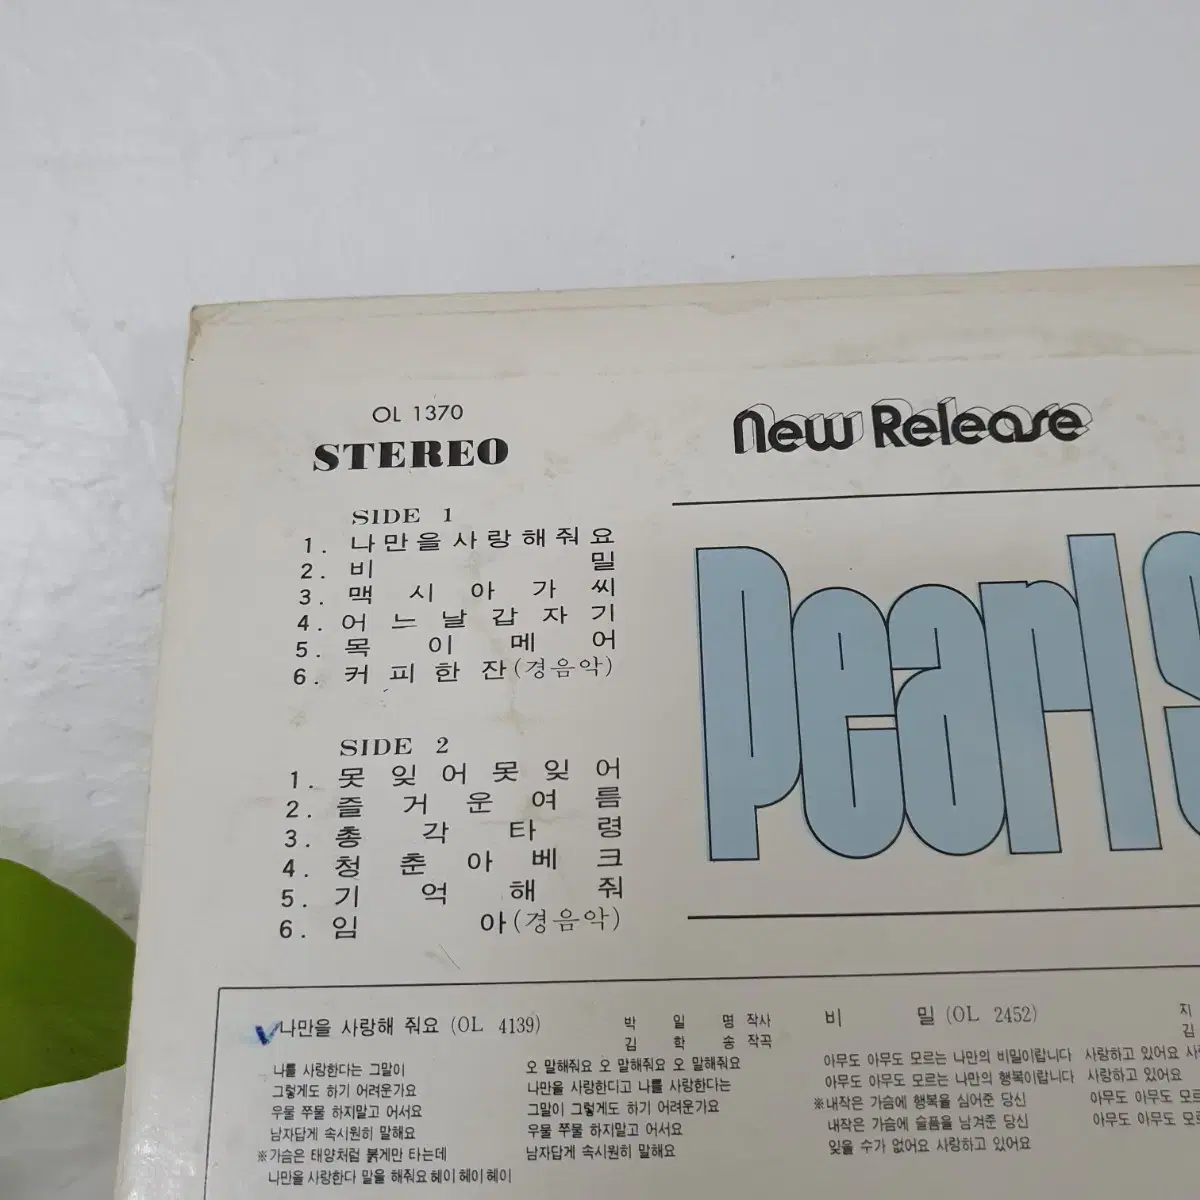 OL 1370
STEREO
SIDE 1
1. 나만을사랑해줘요
2. 비 밀
3. 맥시아가씨
4. 어느날갑자기
5. 목이메어
6. 커피한잔(경음악)
SIDE 2
1. 못잊어못잊어
2. 즐거운여름
3. 총각타령
4. 청춘아베크
5. 기억해줘
6. 임 아(경음악)
New Release
Pearl S
나만을 사랑해 줘요 (OL 4139)
박 일 명 작사
김 학 송 작곡
나를 사랑한다는 그말이
그렇게도 하기 어려운가요
우물 쭈물 하지말고 어서요
남자답게 속시원히 말해요
※가슴은 태양처럼 붉게만 타는데
나만을 사랑한다 말을 해줘요 헤이 헤이 헤이
오 말해줘요 오 말해줘요 오 말해줘요
나만을 사랑한디고 나를 사랑한다는
그말이 그렇게도 하기 어려운가요
우물 쭈물 하지말고 어서요
남자답게 속시원히 말해요
비 밀 (OL 2452)
지
김
아무도 아무도 모르는 나만의 비밀이랍니다
아무도 아무도 모르는 나만의 행복이랍니다
※내작은 가슴에 행복을 심어준 당신
내작은 가슴에 슬픔을 남겨준 당신
잊을 수가 없어요 사랑하고 있어요
사랑하고 있어요 사
사랑하고 있어요
아무도 아무도 모르
아무도 아무도 모르